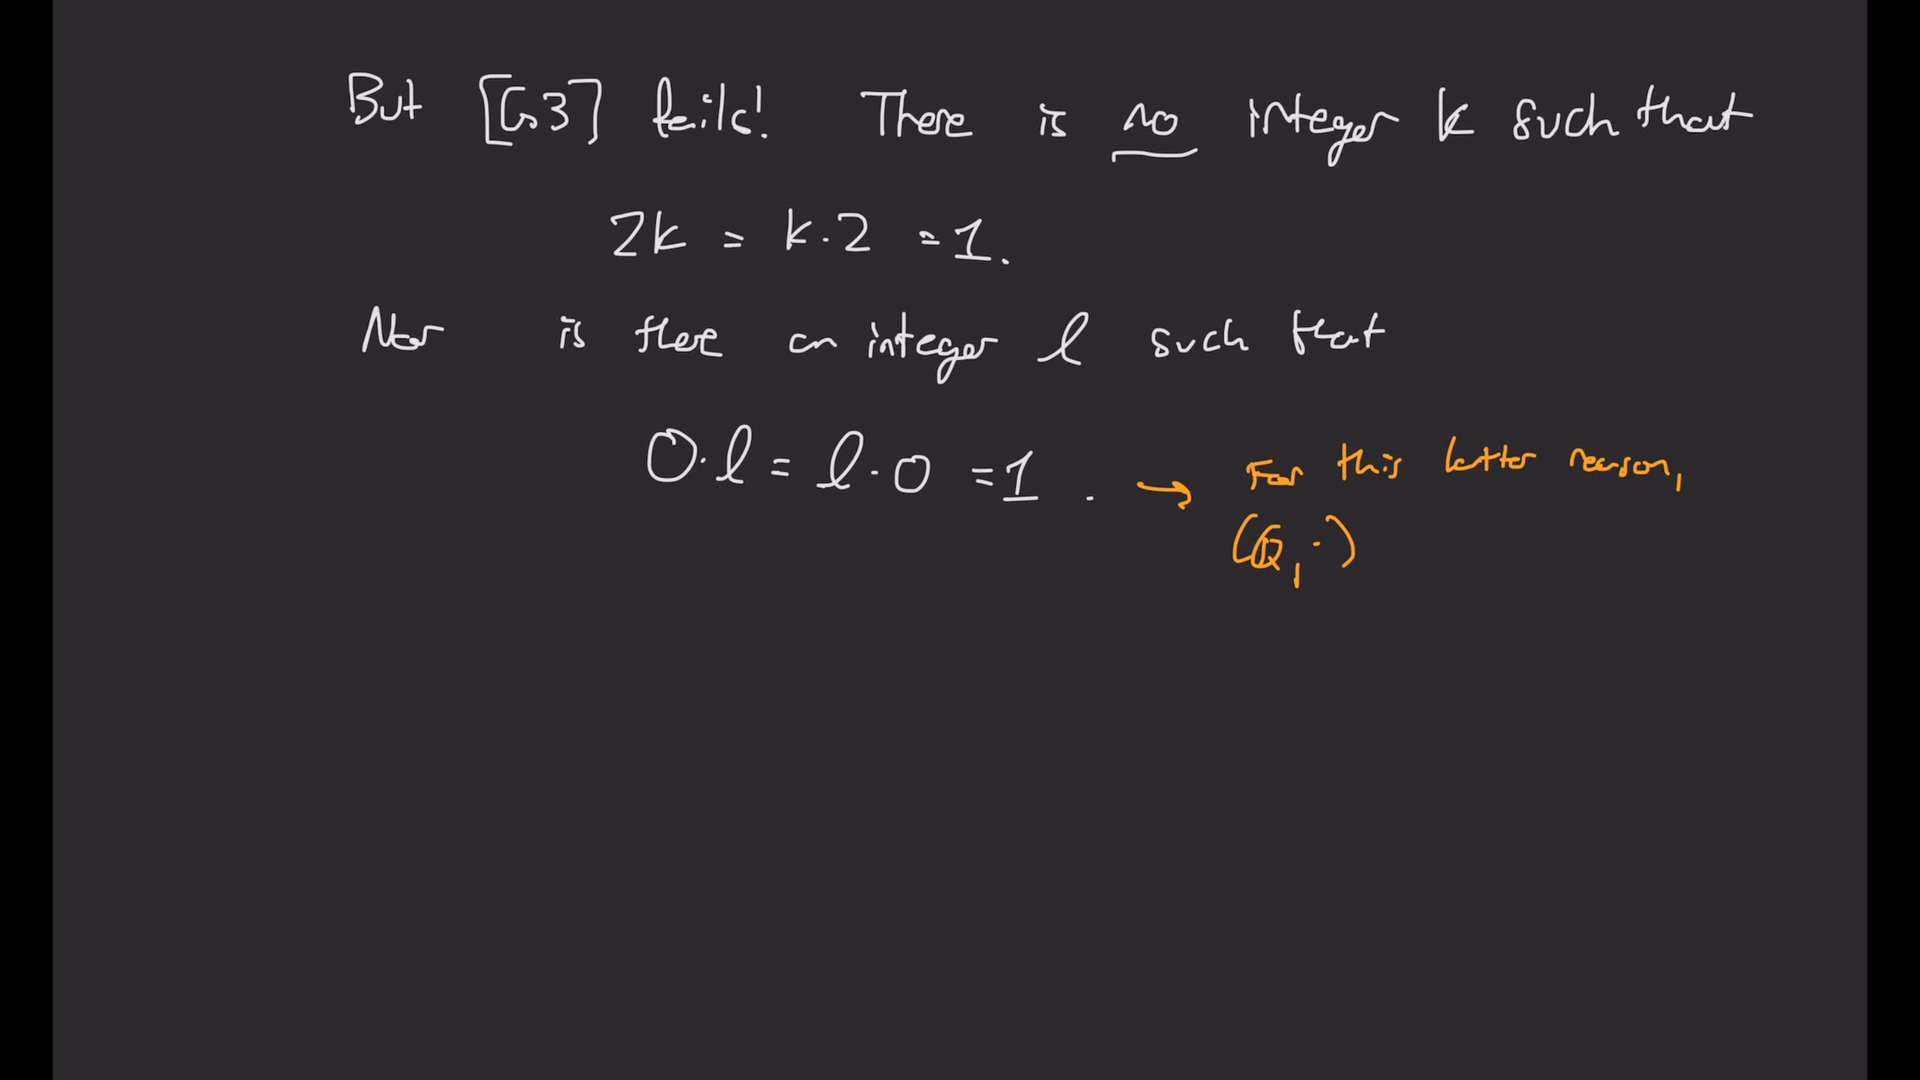 But [G3] fails! There is no integer k such that
2k = k·2 = 1.
Nor is there an integer l such that
0·l = l·0 = 1 . → For this latter reason,
(ℚ, ·)